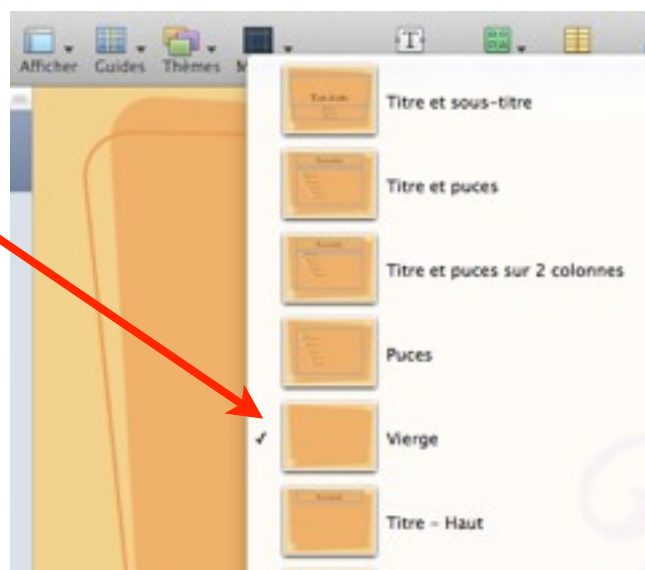 Afficher Guides Thèmes
Titre et sous-titre
Titre et puces
Titre et puces sur 2 colonnes
Puces
Vierge
Titre - Haut